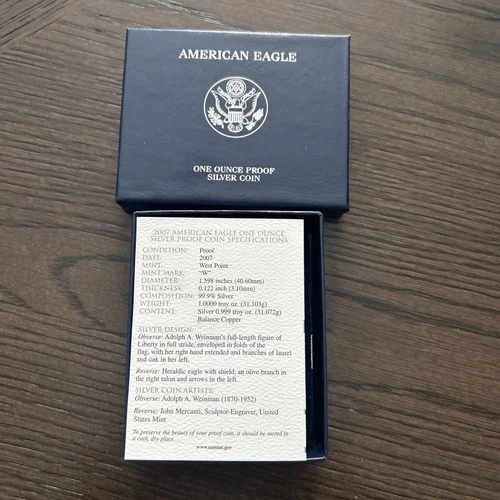 AMERICAN EAGLE
ONE OUNCE PROOF
SILVER COIN
2007 AMERICAN EAGLE ONE OUNCE
SILVER PROOF COIN SPECIFICATIONS
CONDITION: Proof
DATE: 2007
MINT: West Point
MINT MARK: "W"
DIAMETER: 1.598 inches (40.60mm)
THICKNESS: 0.122 inch (3.10mm)
COMPOSITION: 99.9% Silver
WEIGHT: 1.0000 troy oz. (31.103g)
CONTENT: Silver 0.999 troy oz. (31.072g)
Balance Copper
SILVER DESIGN:
Obverse: Adolph A. Weinman's full-length figure of
Liberty in full stride, enveloped in folds of the
flag, with her right hand extended and branches of laurel
and oak in her left.
Reverse: Heraldic eagle with shield, an olive branch in
the right talon and arrows in the left.
SILVER COIN ARTISTS:
Obverse: Adolph A. Weinman (1870-1952)
Reverse: John Mercanti, Sculptor-Engraver, United
States Mint
To preserve the beauty of your proof coin, it should be stored in
a cool, dry place.
www.usmint.gov